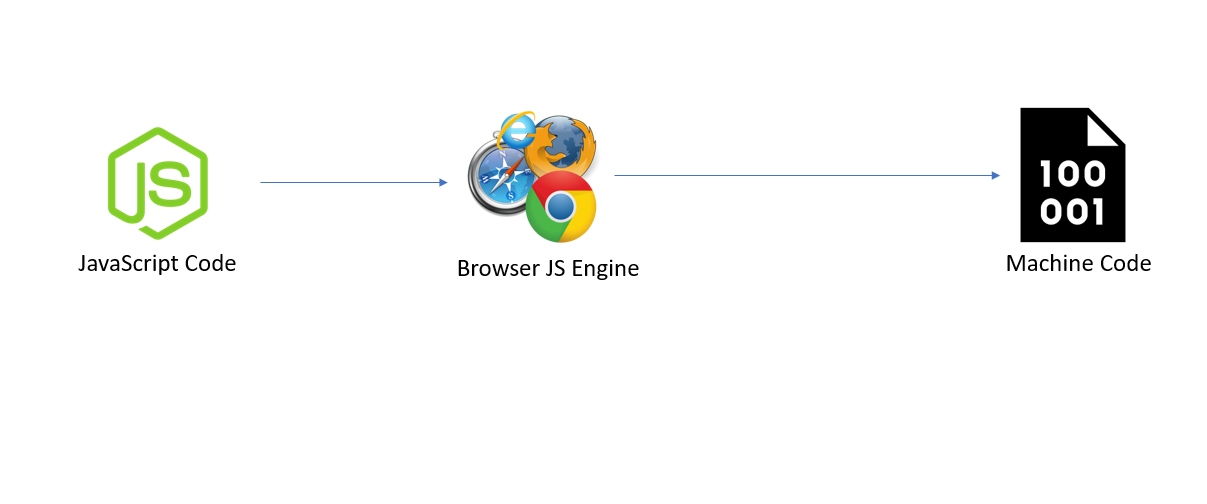 JS
100
001
JavaScript Code
Browser JS Engine
Machine Code